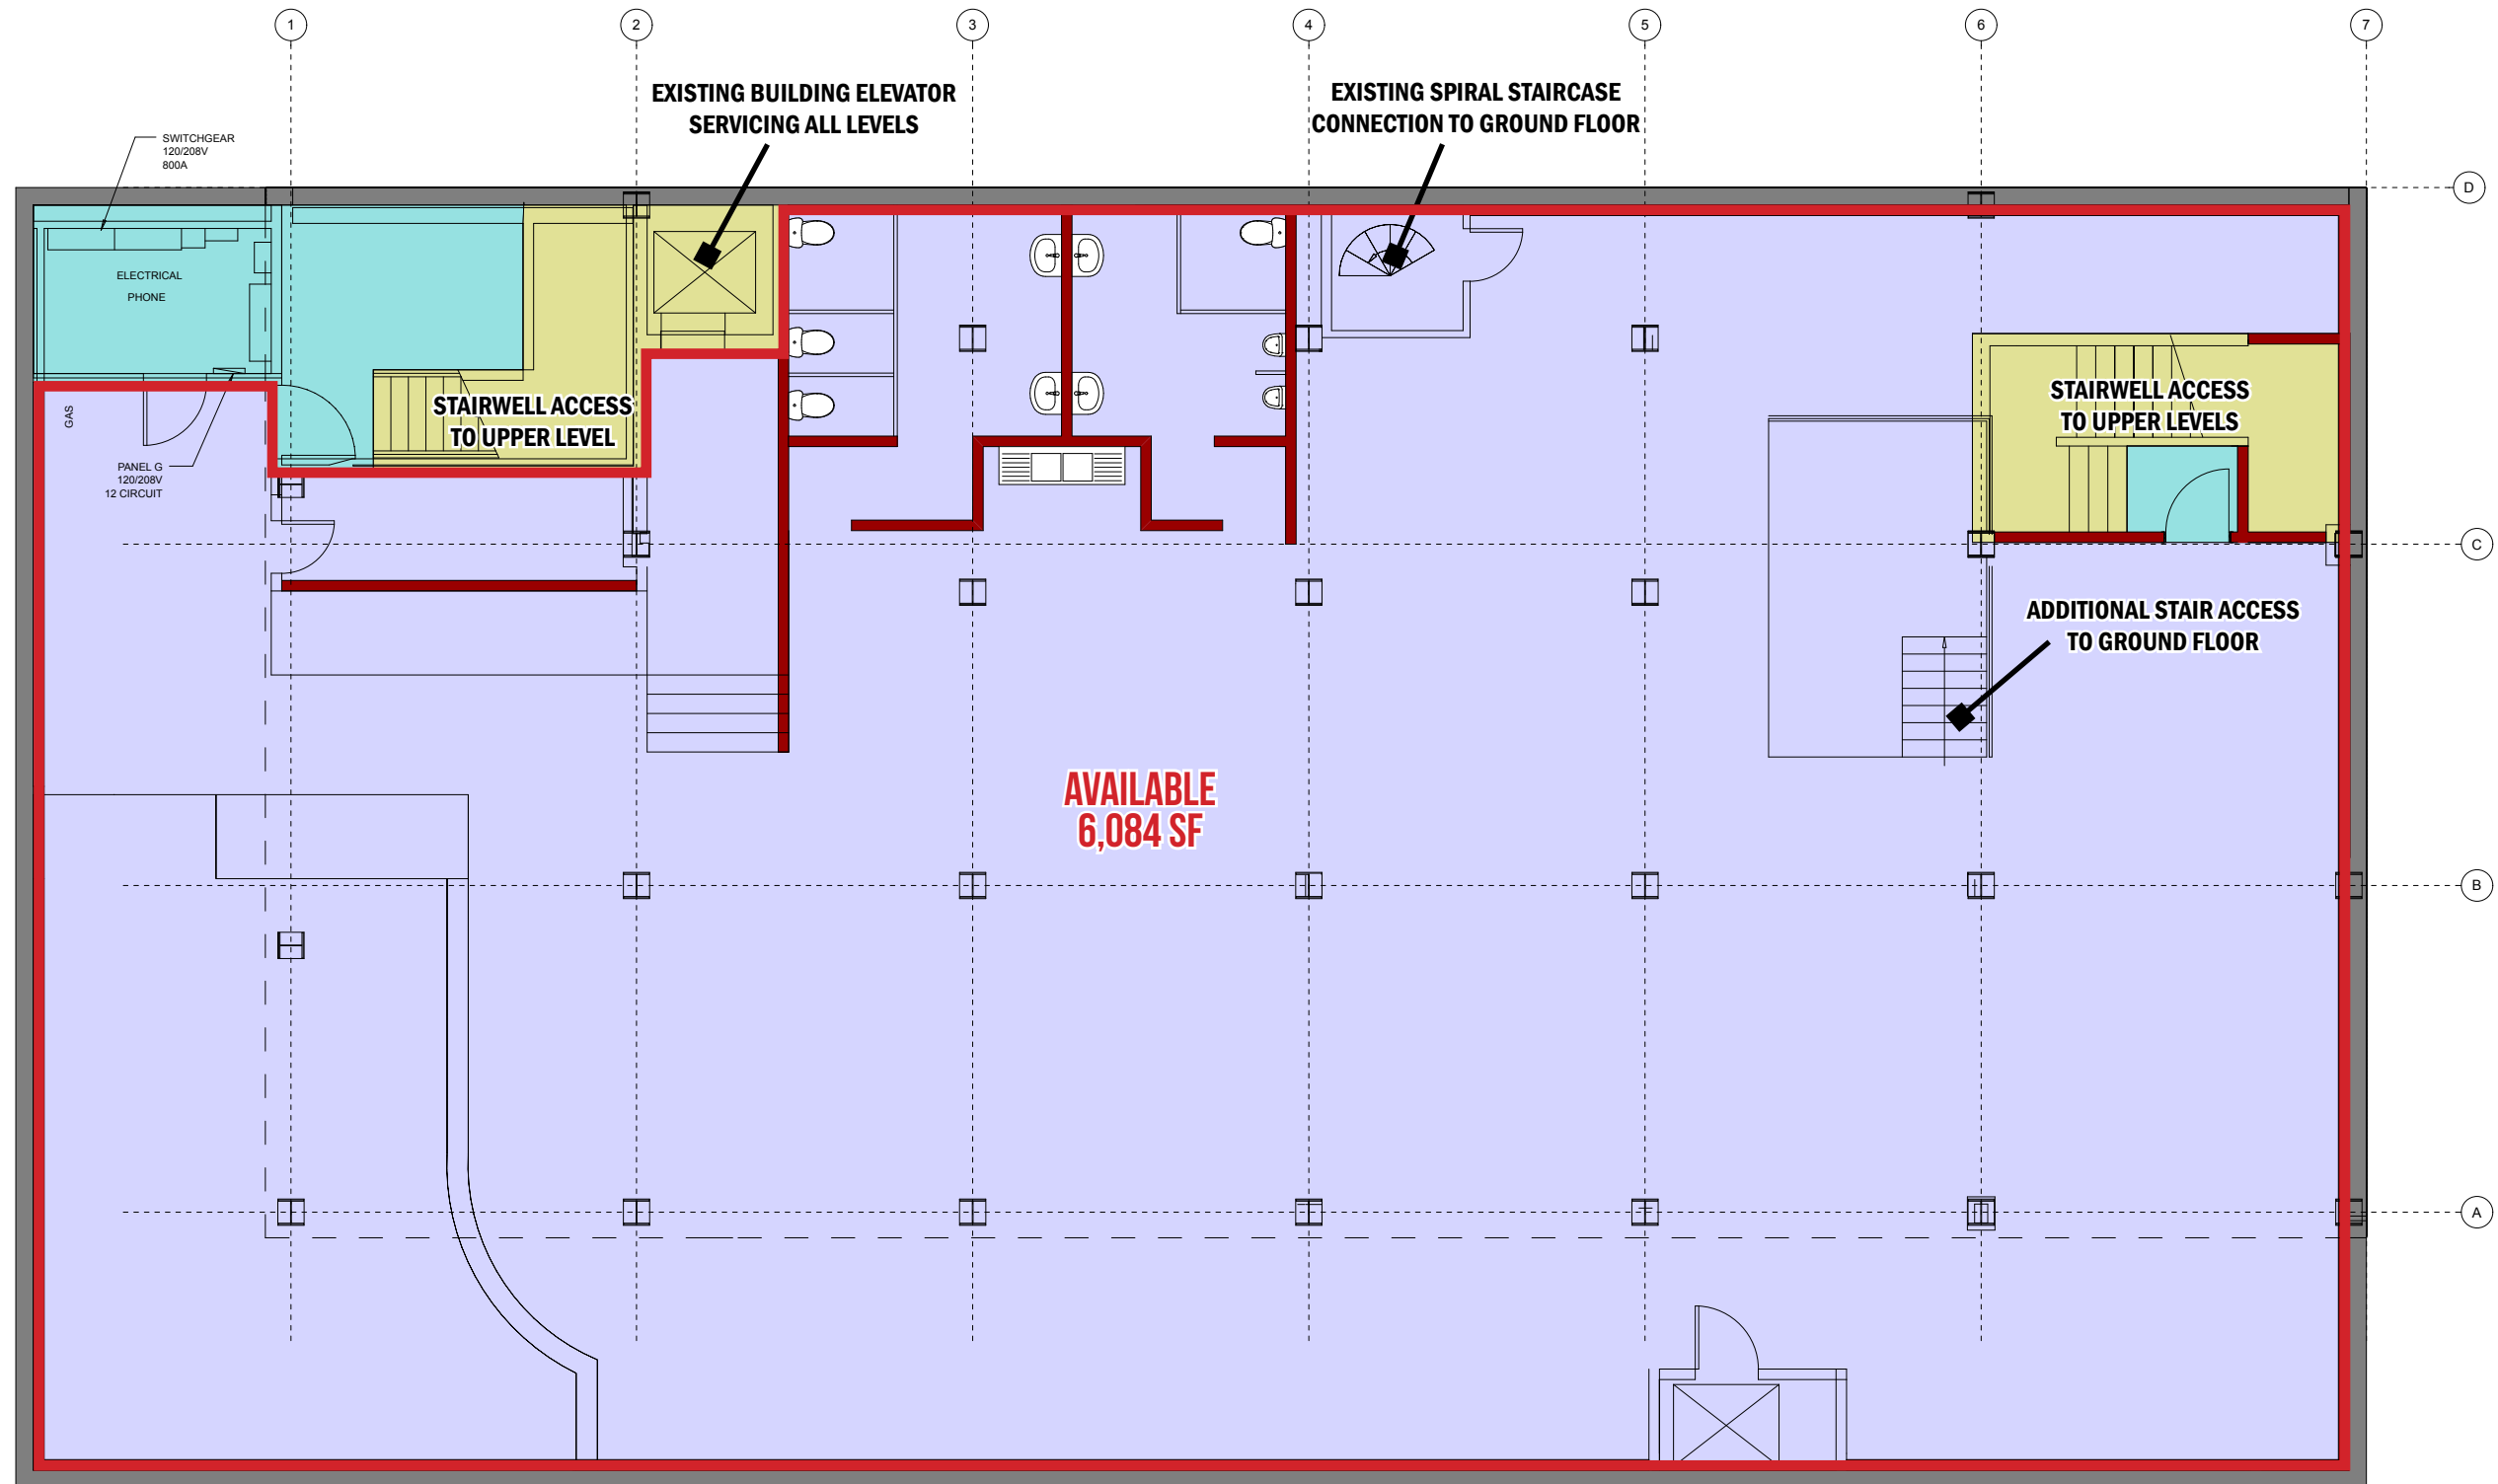 1
2
3
4
5
6
7
EXISTING BUILDING ELEVATOR
SERVICING ALL LEVELS
EXISTING SPIRAL STAIRCASE
CONNECTION TO GROUND FLOOR
SWITCHGEAR
120/208V
800A
D
ELECTRICAL
PHONE
STAIRWELL ACCESS
TO UPPER LEVEL
STAIRWELL ACCESS
TO UPPER LEVELS
GAS
PANEL G
120/208V
12 CIRCUIT
C
ADDITIONAL STAIR ACCESS
TO GROUND FLOOR
AVAILABLE
6,084 SF
B
A